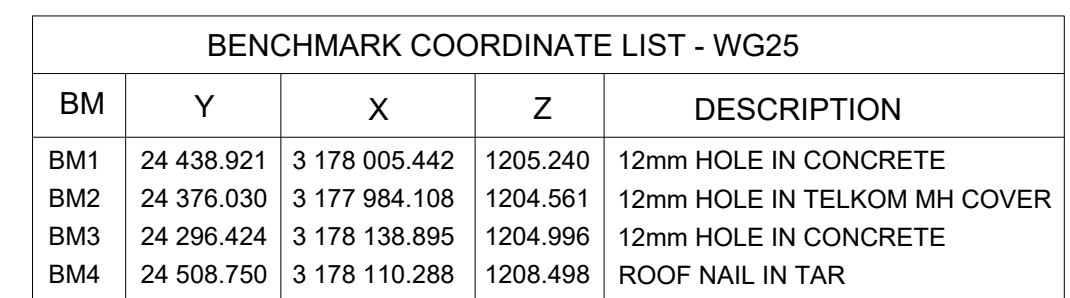 BENCHMARK COORDINATE LIST - WG25
BM Y X Z DESCRIPTION
BM1 24 438.921 3 178 005.442 1205.240 12mm HOLE IN CONCRETE
BM2 24 376.030 3 177 984.108 1204.561 12mm HOLE IN TELKOM MH COVER
BM3 24 296.424 3 178 138.895 1204.996 12mm HOLE IN CONCRETE
BM4 24 508.750 3 178 110.288 1208.498 ROOF NAIL IN TAR